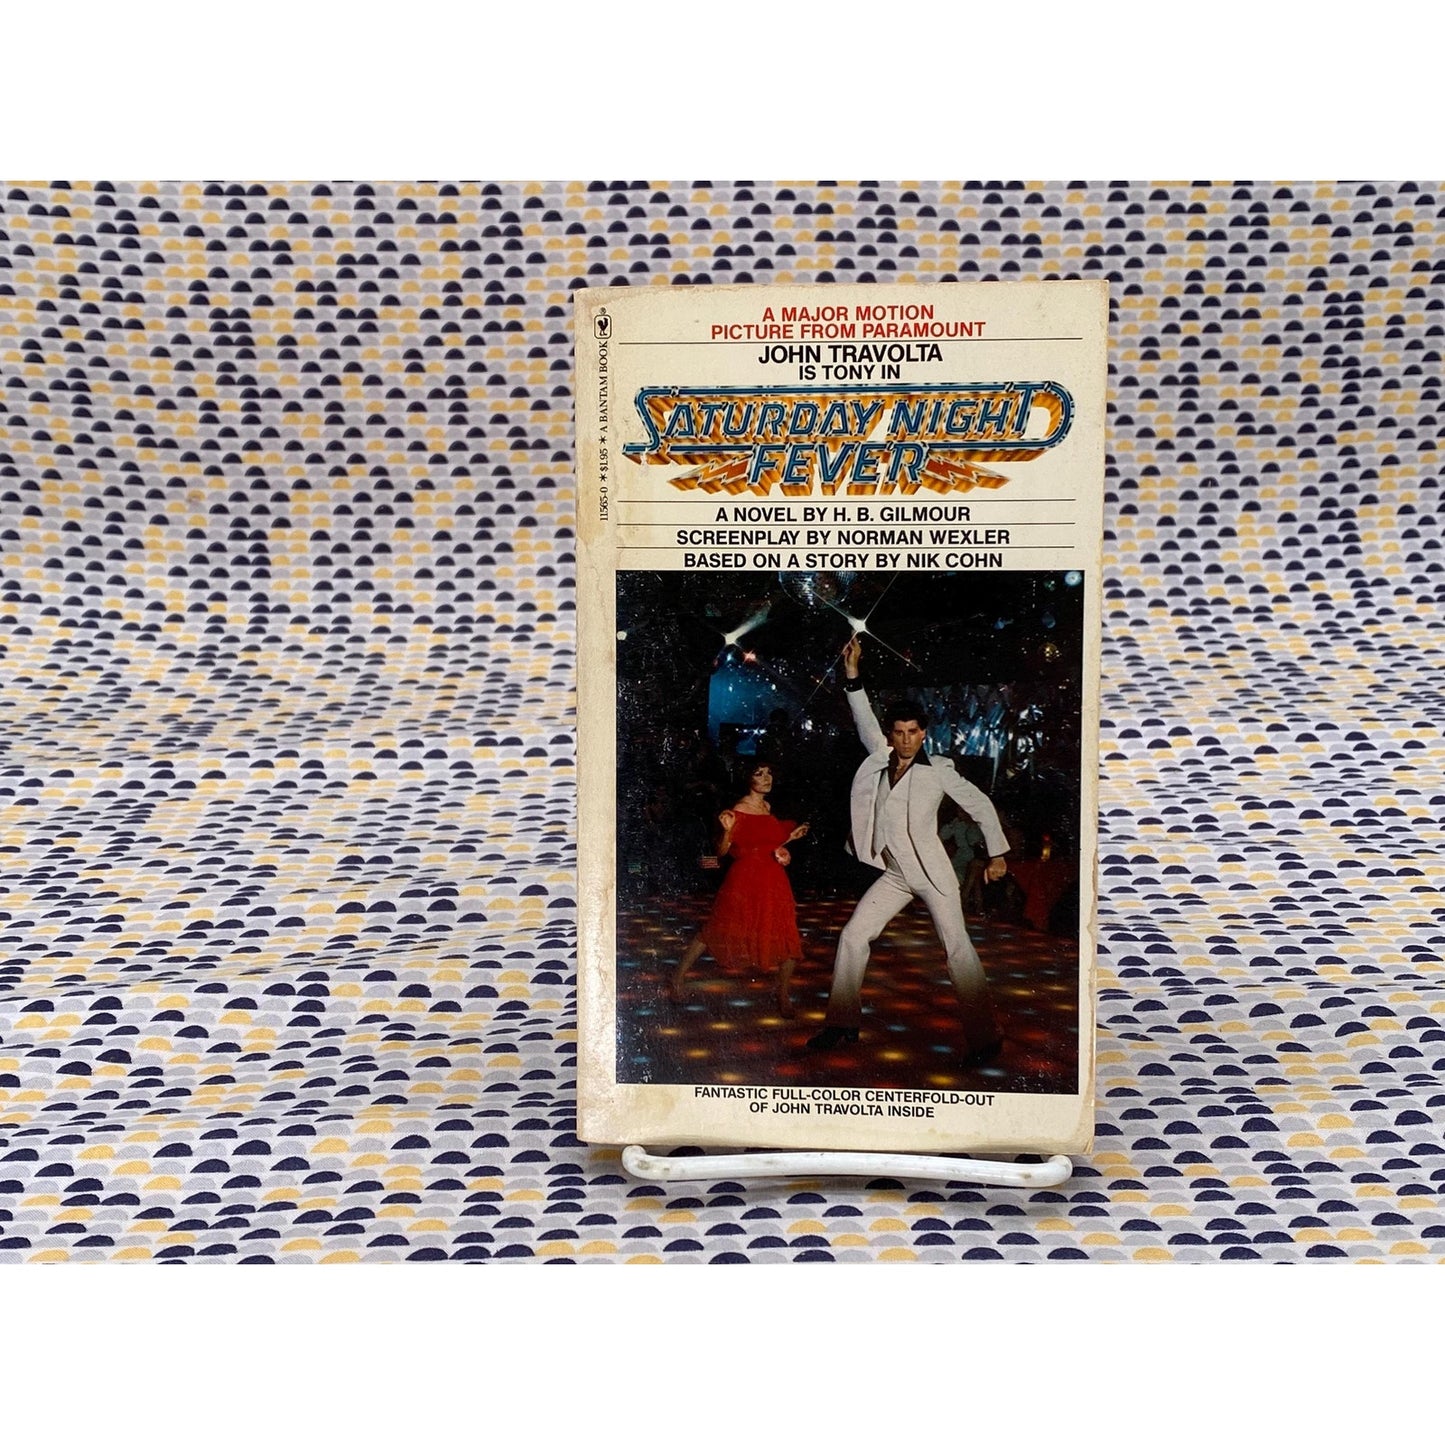 A MAJOR MOTION
PICTURE FROM PARAMOUNT
JOHN TRAVOLTA
IS TONY IN
SATURDAY NIGHT
FEVER
A NOVEL BY H. B. GILMOUR
SCREENPLAY BY NORMAN WEXLER
BASED ON A STORY BY NIK COHN
FANTASTIC FULL-COLOR CENTERFOLD-OUT
OF JOHN TRAVOLTA INSIDE
11565-0 * $1.95 * A BANTAM BOOK ®